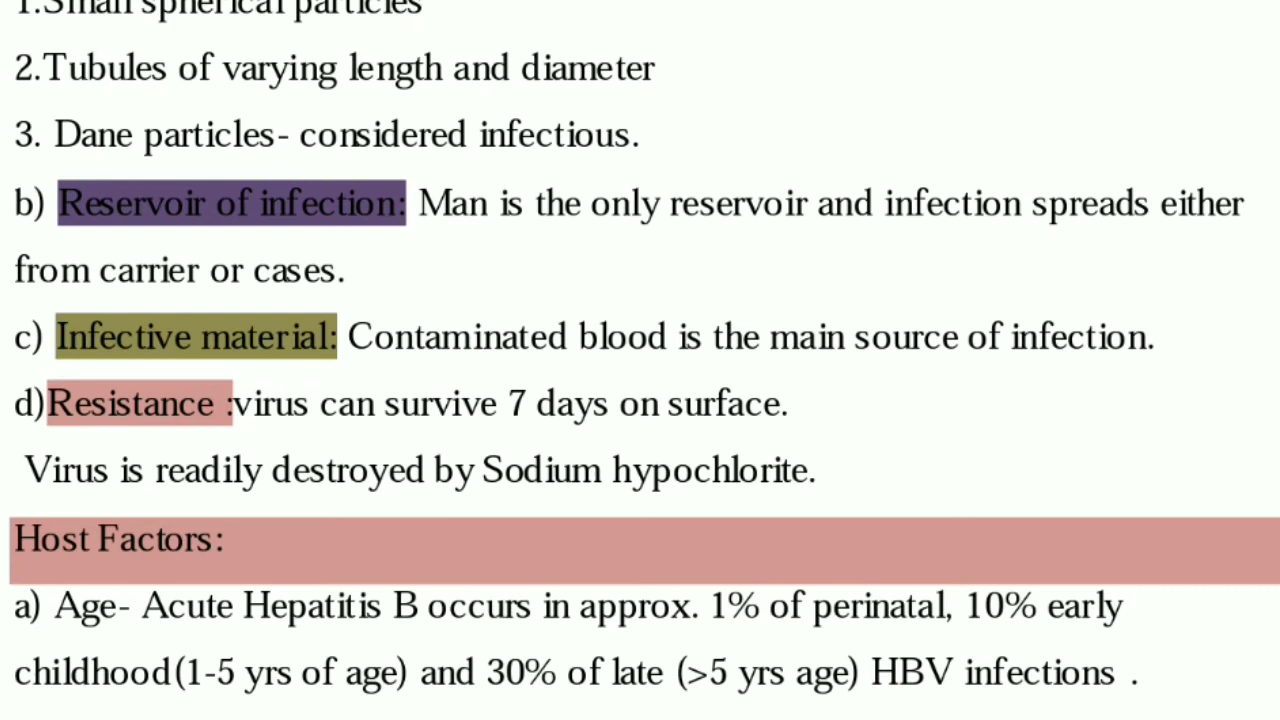 1.Small spherical particles
2.Tubules of varying length and diameter
3. Dane particles- considered infectious.
b) Reservoir of infection: Man is the only reservoir and infection spreads either
from carrier or cases.
c) Infective material: Contaminated blood is the main source of infection.
d)Resistance :virus can survive 7 days on surface.
Virus is readily destroyed by Sodium hypochlorite.
Host Factors:
a) Age- Acute Hepatitis B occurs in approx. 1% of perinatal, 10% early
childhood(1-5 yrs of age) and 30% of late (>5 yrs age) HBV infections .